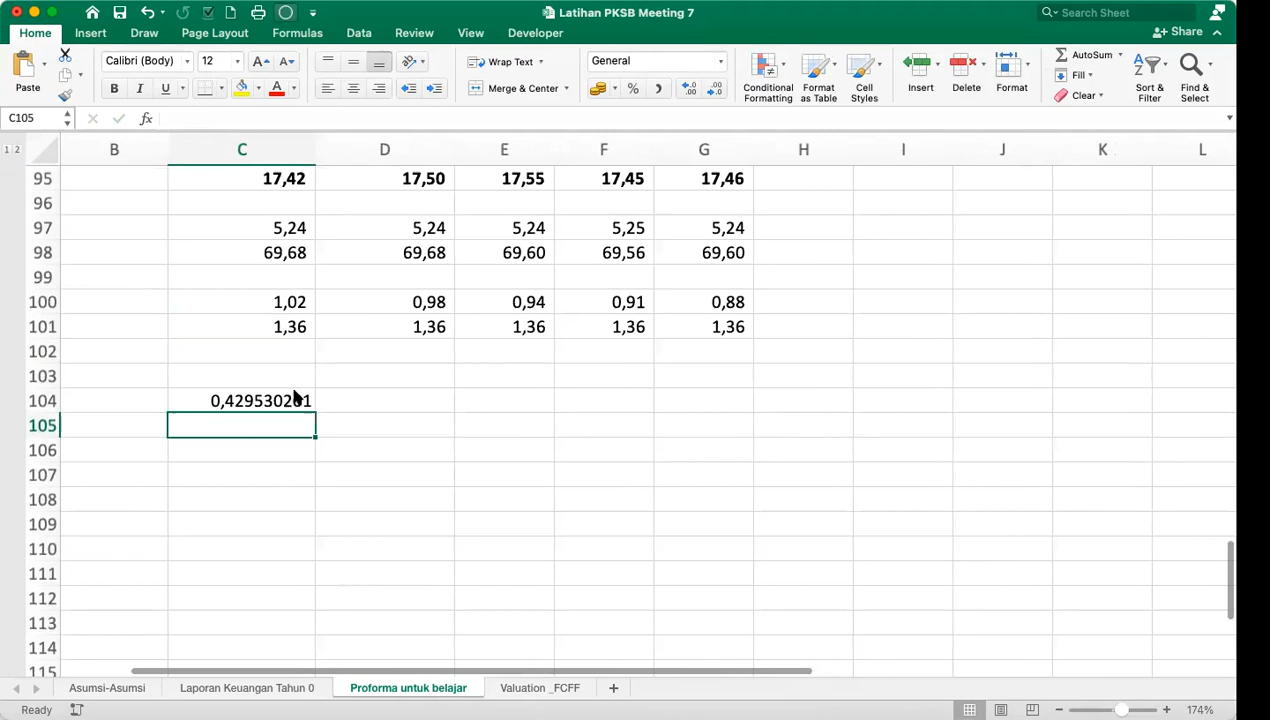 Latihan PKSB Meeting 7
Search Sheet
Home Insert Draw Page Layout Formulas Data Review View Developer
Share
Paste
Calibri (Body) 12
Wrap Text
General
AutoSum
Fill
Clear
B I U A
Merge & Center
Conditional Formatting
Format as Table
Cell Styles
Insert
Delete
Format
Sort & Filter
Find & Select
C105 fx
1 2
B C D E F G H I J K L
95 17,42 17,50 17,55 17,45 17,46
96
97 5,24 5,24 5,24 5,25 5,24
98 69,68 69,68 69,60 69,56 69,60
99
100 1,02 0,98 0,94 0,91 0,88
101 1,36 1,36 1,36 1,36 1,36
102
103
104 0,429530201
105
106
107
108
109
110
111
112
113
114
115
Asumsi-Asumsi Laporan Keuangan Tahun 0 Proforma untuk belajar Valuation _FCFF
Ready
174%